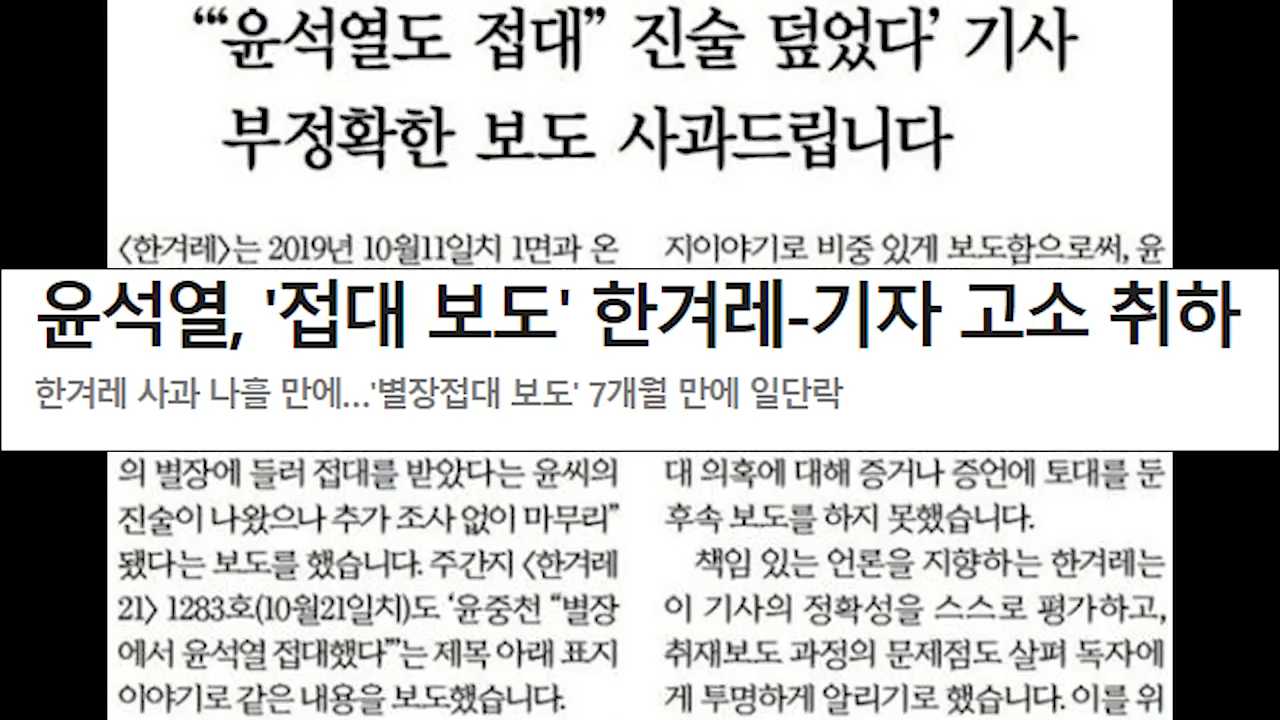 “‘“윤석열도 접대” 진술 덮었다’ 기사
부정확한 보도 사과드립니다
〈한겨레〉는 2019년 10월11일치 1면과 온
지이야기로 비중 있게 보도함으로써, 윤
윤석열, '접대 보도' 한겨레-기자 고소 취하
한겨레 사과 나흘 만에...'별장접대 보도' 7개월 만에 일단락
의 별장에 들러 접대를 받았다는 윤씨의
진술이 나왔으나 추가 조사 없이 마무리”
됐다는 보도를 했습니다. 주간지 〈한겨레
21〉 1283호(10월21일치)도 ‘윤중천 “별장
에서 윤석열 접대했다”’는 제목 아래 표지
이야기로 같은 내용을 보도했습니다.
대 의혹에 대해 증거나 증언에 토대를 둔
후속 보도를 하지 못했습니다.
책임 있는 언론을 지향하는 한겨레는
이 기사의 정확성을 스스로 평가하고,
취재보도 과정의 문제점도 살펴 독자에
게 투명하게 알리기로 했습니다. 이를 위